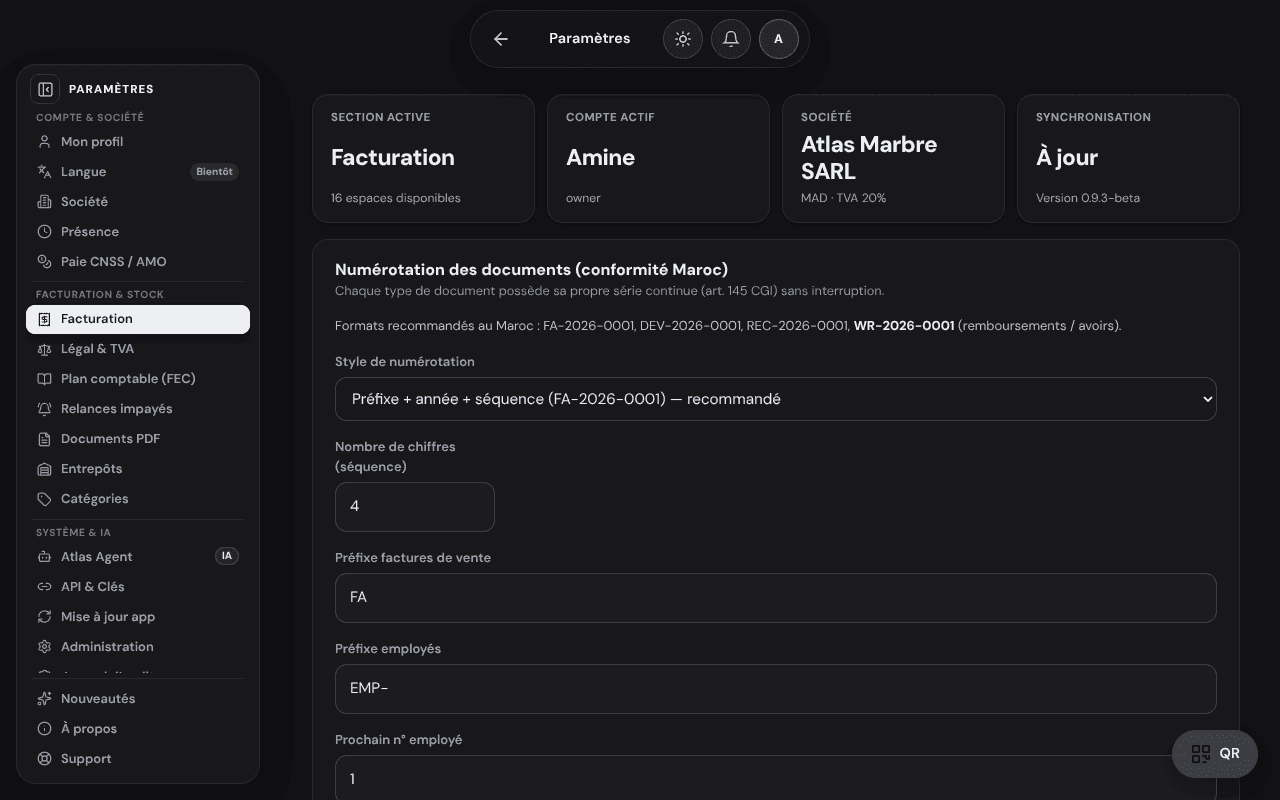 Paramètres
A
PARAMÈTRES
COMPTE & SOCIÉTÉ
Mon profil
Langue
Bientôt
Société
Présence
Paie CNSS / AMO
FACTURATION & STOCK
Facturation
Légal & TVA
Plan comptable (FEC)
Relances impayés
Documents PDF
Entrepôts
Catégories
SYSTÈME & IA
Atlas Agent
IA
API & Clés
Mise à jour app
Administration
Nouveautés
À propos
Support
SECTION ACTIVE
Facturation
16 espaces disponibles
COMPTE ACTIF
Amine
owner
SOCIÉTÉ
Atlas Marbre
SARL
MAD · TVA 20%
SYNCHRONISATION
À jour
Version 0.9.3-beta
Numérotation des documents (conformité Maroc)
Chaque type de document possède sa propre série continue (art. 145 CGI) sans interruption.
Formats recommandés au Maroc : FA-2026-0001, DEV-2026-0001, REC-2026-0001, WR-2026-0001 (remboursements / avoirs).
Style de numérotation
Préfixe + année + séquence (FA-2026-0001) — recommandé
Nombre de chiffres
(séquence)
4
Préfixe factures de vente
FA
Préfixe employés
EMP-
Prochain n° employé
1
QR